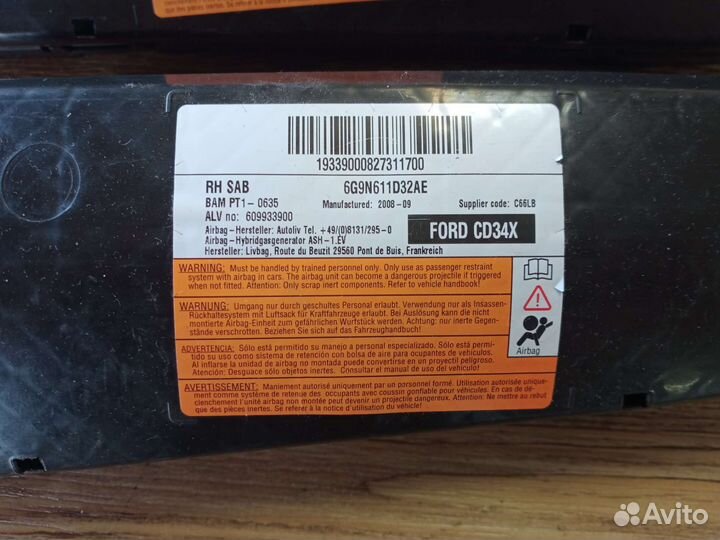 19339000827311700
RH SAB
6G9N611D32AE
BAM PT1- 0635
Manufactured: 2008-09
Supplier code: C66LB
ALV no: 609933900
Airbag-Hersteller: Autoliv Tel. +49/(0)8131/295-0
Airbag-Hybridgasgenerator ASH-1.EV
Hersteller: Livbag, Route du Beuzit 29560 Pont de Buis, Frankreich
FORD CD34X
WARNING: Must be handled by trained personnel only. Only use as passenger restraint
system with airbag in cars. The airbag unit can become a dangerous projectile if triggered
when not fitted. Attention: Only scrap inert components. Refer to vehicle handbook!
WARNUNG: Umgang nur durch geschultes Personal erlaubt. Verwendung nur als Insassen-
Rückhaltesystem mit Luftsack für Kraftfahrzeuge erlaubt. Bei Auslösung kann die nicht
montierte Airbag-Einheit zum gefährlichen Wurfstück werden. Achtung: nur inerte Gegen-
stände verschrotten. Bitte beziehen Sie sich auf das Fahrzeughandbuch!
ADVERTENCIA: Sólo está permitido su manejo a personal especializado. Sólo está permi-
tido su uso como sistema de retención con bolsa de aire para ocupantes de vehículos.
Al inflarse la unidad de airbag no montada puede convertirse en un proyectil peligroso.
Atención: Desguace sólo objetos inertes. Consultar el manual de uso del vehículo!
AVERTISSEMENT: Maniement autorisé uniquement par un personnel formé. Utilisation autorisée unique-
ment comme système de retenue des occupants avec coussin gonflable pour véhicules. En cas de dé-
clenchement l'unité airbag non montée peut devenir un projectile dangereux. Attention: Ne mettre au rebut
que des pièces inertes. Se référer à la notice d'utilisation du véhicule!
Airbag
Avito